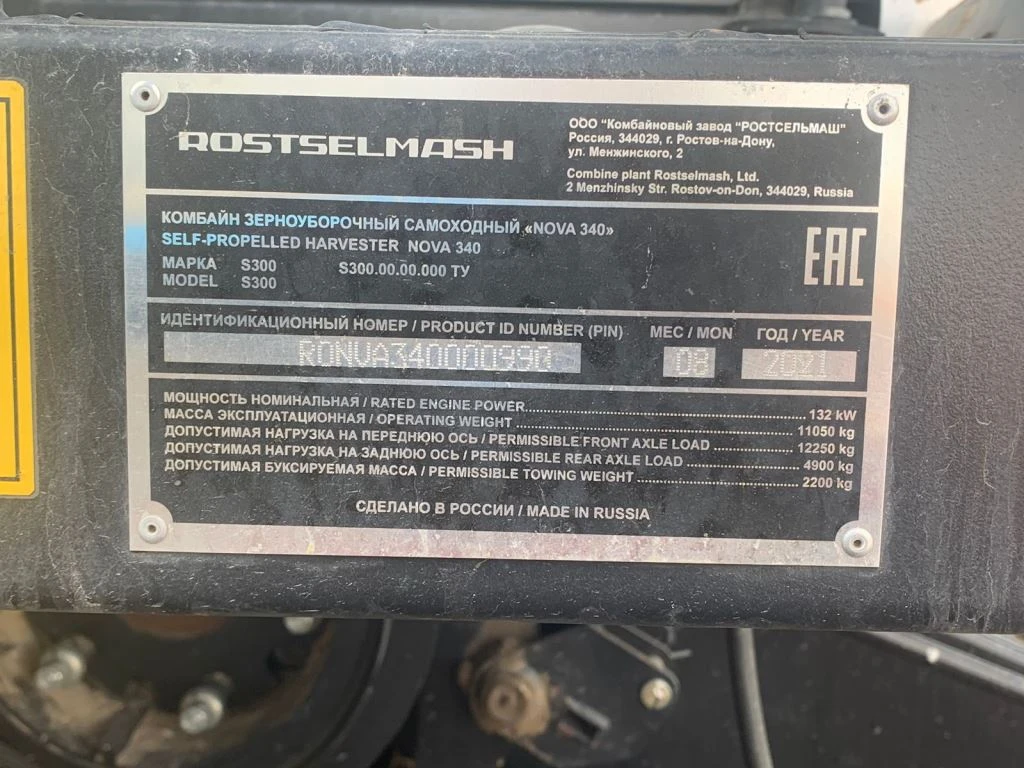 ROSTSELMASH
ООО "Комбайновый завод "РОСТСЕЛЬМАШ"
Россия, 344029, г. Ростов-на-Дону,
ул. Менжинского, 2
Combine plant Rostselmash, Ltd.
2 Menzhinsky Str. Rostov-on-Don, 344029, Russia
КОМБАЙН ЗЕРНОУБОРОЧНЫЙ САМОХОДНЫЙ «NOVA 340»
SELF-PROPELLED HARVESTER NOVA 340
МАРКА S300 S300.00.00.000 ТУ
MODEL S300
EAC
ИДЕНТИФИКАЦИОННЫЙ НОМЕР / PRODUCT ID NUMBER (PIN) МЕС / MON ГОД / YEAR
R0NVA340000990 08 2021
МОЩНОСТЬ НОМИНАЛЬНАЯ / RATED ENGINE POWER 132 kW
МАССА ЭКСПЛУАТАЦИОННАЯ / OPERATING WEIGHT 11050 kg
ДОПУСТИМАЯ НАГРУЗКА НА ПЕРЕДНЮЮ ОСЬ / PERMISSIBLE FRONT AXLE LOAD 12250 kg
ДОПУСТИМАЯ НАГРУЗКА НА ЗАДНЮЮ ОСЬ / PERMISSIBLE REAR AXLE LOAD 4900 kg
ДОПУСТИМАЯ БУКСИРУЕМАЯ МАССА / PERMISSIBLE TOWING WEIGHT 2200 kg
СДЕЛАНО В РОССИИ / MADE IN RUSSIA